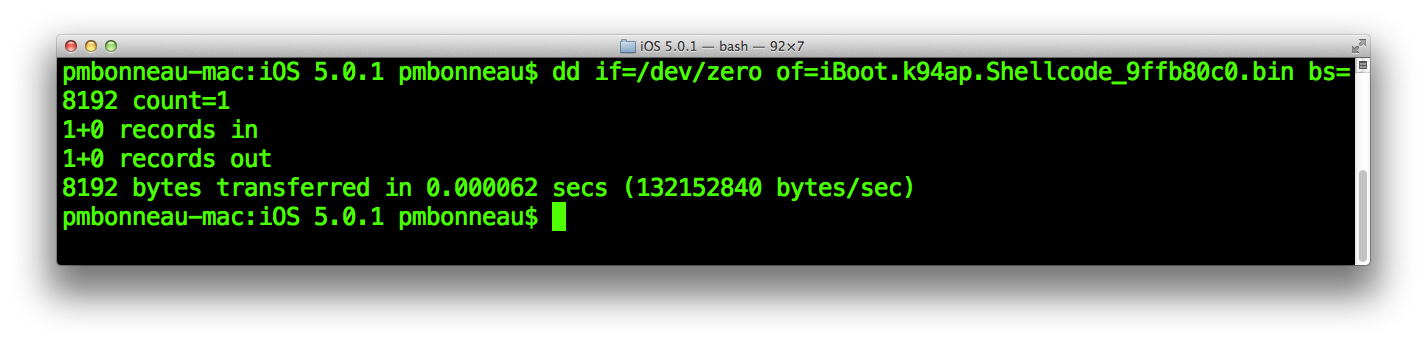 iOS 5.0.1 — bash — 92×7
pmbonneau-mac:iOS 5.0.1 pmbonneau$ dd if=/dev/zero of=iBoot.k94ap.Shellcode_9ffb80c0.bin bs=
8192 count=1
1+0 records in
1+0 records out
8192 bytes transferred in 0.000062 secs (132152840 bytes/sec)
pmbonneau-mac:iOS 5.0.1 pmbonneau$